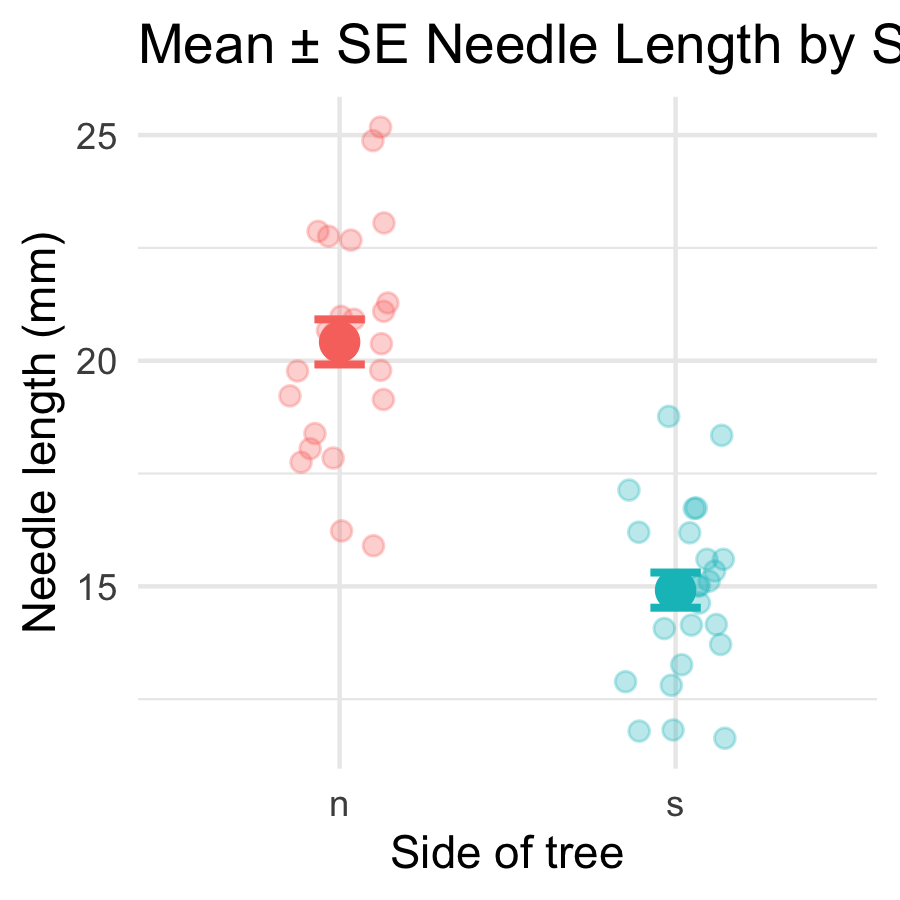 Mean ± SE Needle Length by S
25
20
15
Needle length (mm)
n
s
Side of tree